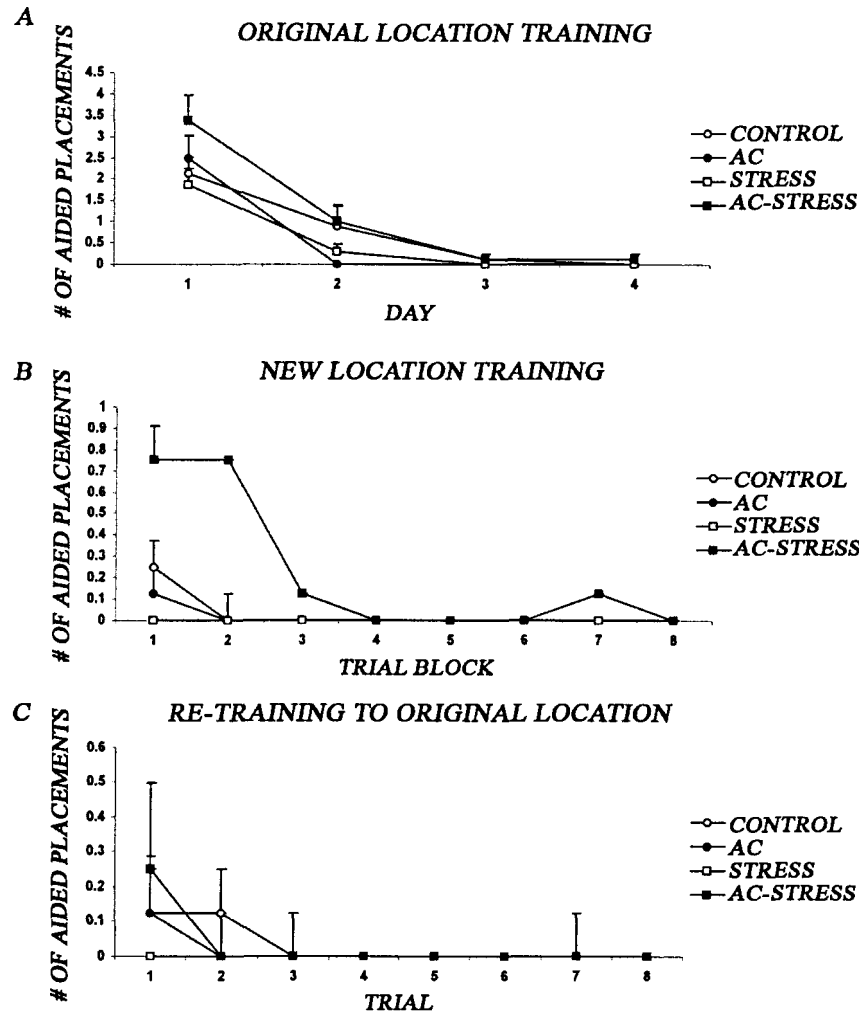 A
ORIGINAL LOCATION TRAINING
# OF AIDED PLACEMENTS
4.5
4
3.5
3
2.5
2
1.5
1
0.5
0
1 2 3 4
DAY
CONTROL
AC
STRESS
AC-STRESS
B
NEW LOCATION TRAINING
# OF AIDED PLACEMENTS
1
0.9
0.8
0.7
0.6
0.5
0.4
0.3
0.2
0.1
0
1 2 3 4 5 6 7 8
TRIAL BLOCK
CONTROL
AC
STRESS
AC-STRESS
C
RE-TRAINING TO ORIGINAL LOCATION
# OF AIDED PLACEMENTS
0.6
0.5
0.4
0.3
0.2
0.1
0
1 2 3 4 5 6 7 8
TRIAL
CONTROL
AC
STRESS
AC-STRESS